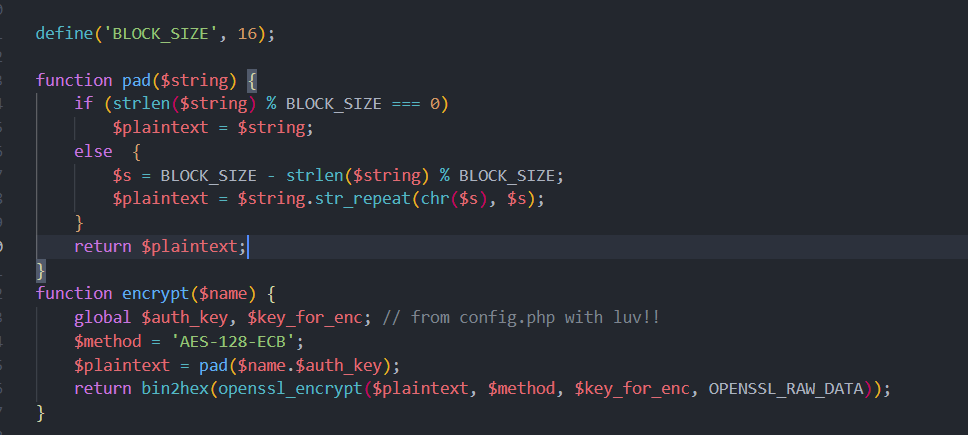 define('BLOCK_SIZE', 16);
function pad($string) {
    if (strlen($string) % BLOCK_SIZE === 0)
        $plaintext = $string;
    else  {
        $s = BLOCK_SIZE - strlen($string) % BLOCK_SIZE;
        $plaintext = $string.str_repeat(chr($s), $s);
    }
    return $plaintext;
}
function encrypt($name) {
    global $auth_key, $key_for_enc; // from config.php with luv!!
    $method = 'AES-128-ECB';
    $plaintext = pad($name.$auth_key);
    return bin2hex(openssl_encrypt($plaintext, $method, $key_for_enc, OPENSSL_RAW_DATA));
}